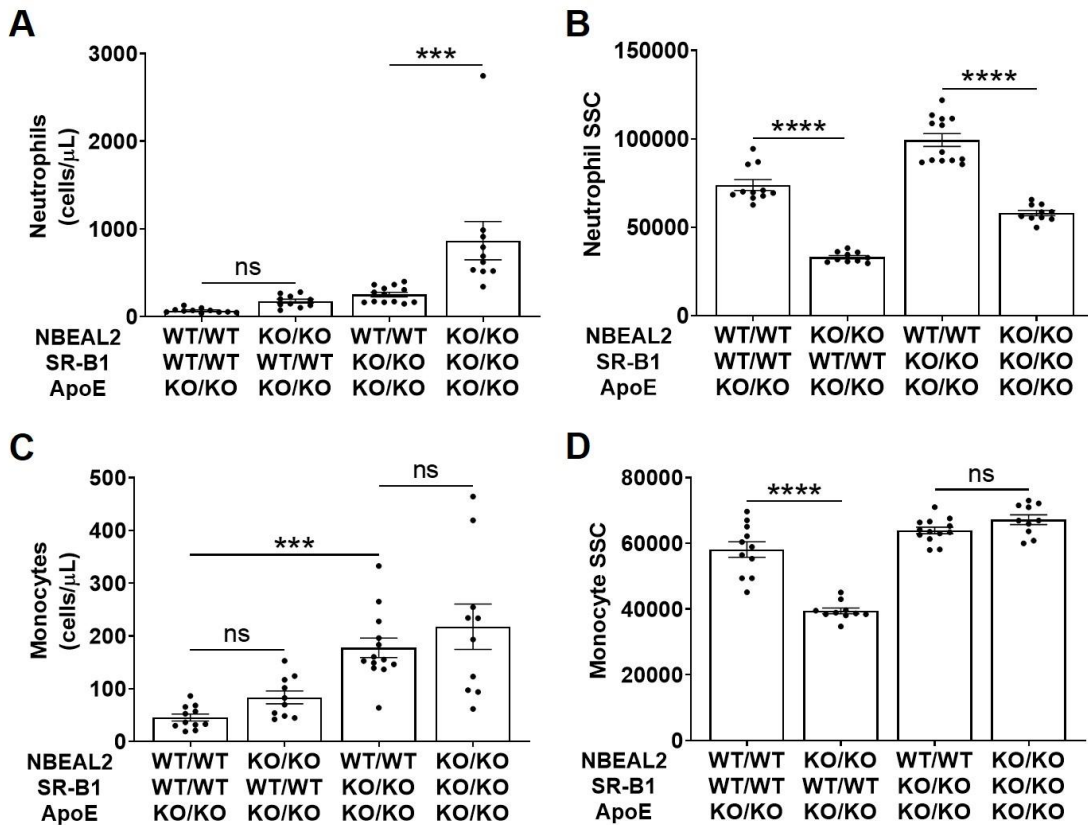 A
Neutrophils
(cells/μL)
3000
2000
1000
0
ns
***
NBEAL2 WT/WT KO/KO WT/WT KO/KO
SR-B1 WT/WT WT/WT KO/KO KO/KO
ApoE KO/KO KO/KO KO/KO KO/KO
B
Neutrophil SSC
150000
100000
50000
0
****
****
NBEAL2 WT/WT KO/KO WT/WT KO/KO
SR-B1 WT/WT WT/WT KO/KO KO/KO
ApoE KO/KO KO/KO KO/KO KO/KO
C
Monocytes
(cells/μL)
500
400
300
200
100
0
ns
***
ns
NBEAL2 WT/WT KO/KO WT/WT KO/KO
SR-B1 WT/WT WT/WT KO/KO KO/KO
ApoE KO/KO KO/KO KO/KO KO/KO
D
Monocyte SSC
80000
60000
40000
20000
0
****
ns
NBEAL2 WT/WT KO/KO WT/WT KO/KO
SR-B1 WT/WT WT/WT KO/KO KO/KO
ApoE KO/KO KO/KO KO/KO KO/KO